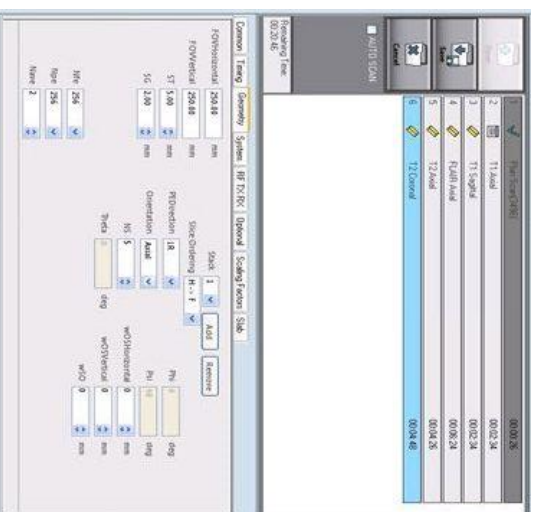 Save
Cancel
AUTO SCAN
Remaining Time:
00:20:46
1 Plan Scan 00:00:26
2 T1 Axial 00:02:34
3 T1 Sagittal 00:02:34
4 FLAIR Axial 00:06:24
5 T2 Axial 00:04:26
6 T2 Coronal 00:04:48
Common Timing Geometry System RF TX/RX Optional Scaling Factors Slab
FOVHorizontal 250.00 mm
FOVVertical 250.00 mm
ST 5.00 mm
SG 2.00 mm
Nfe 256
Npe 256
Nave 2
Stack 1 Add Remove
Slice Ordering H -> F
PEDirection LR
Orientation Axial
NS 5
Theta deg
Phi deg
Psi deg
wOSHorizontal 0 mm
wOSVertical 0 mm
wSO 0 mm